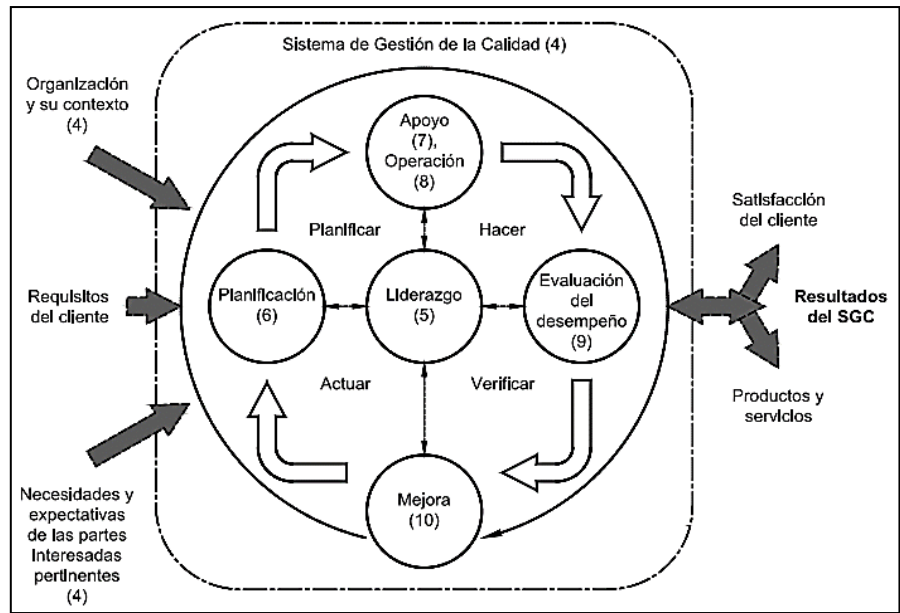 Sistema de Gestión de la Calidad (4)
Organización
y su contexto
(4)
Requisitos
del cliente
Necesidades y
expectativas
de las partes
interesadas
pertinentes
(4)
Apoyo
(7),
Operación
(8)
Planificar
Hacer
Planificación
(6)
Liderazgo
(5)
Evaluación
del
desempeño
(9)
Actuar
Verificar
Mejora
(10)
Satisfacción
del cliente
Resultados
del SGC
Productos y
servicios